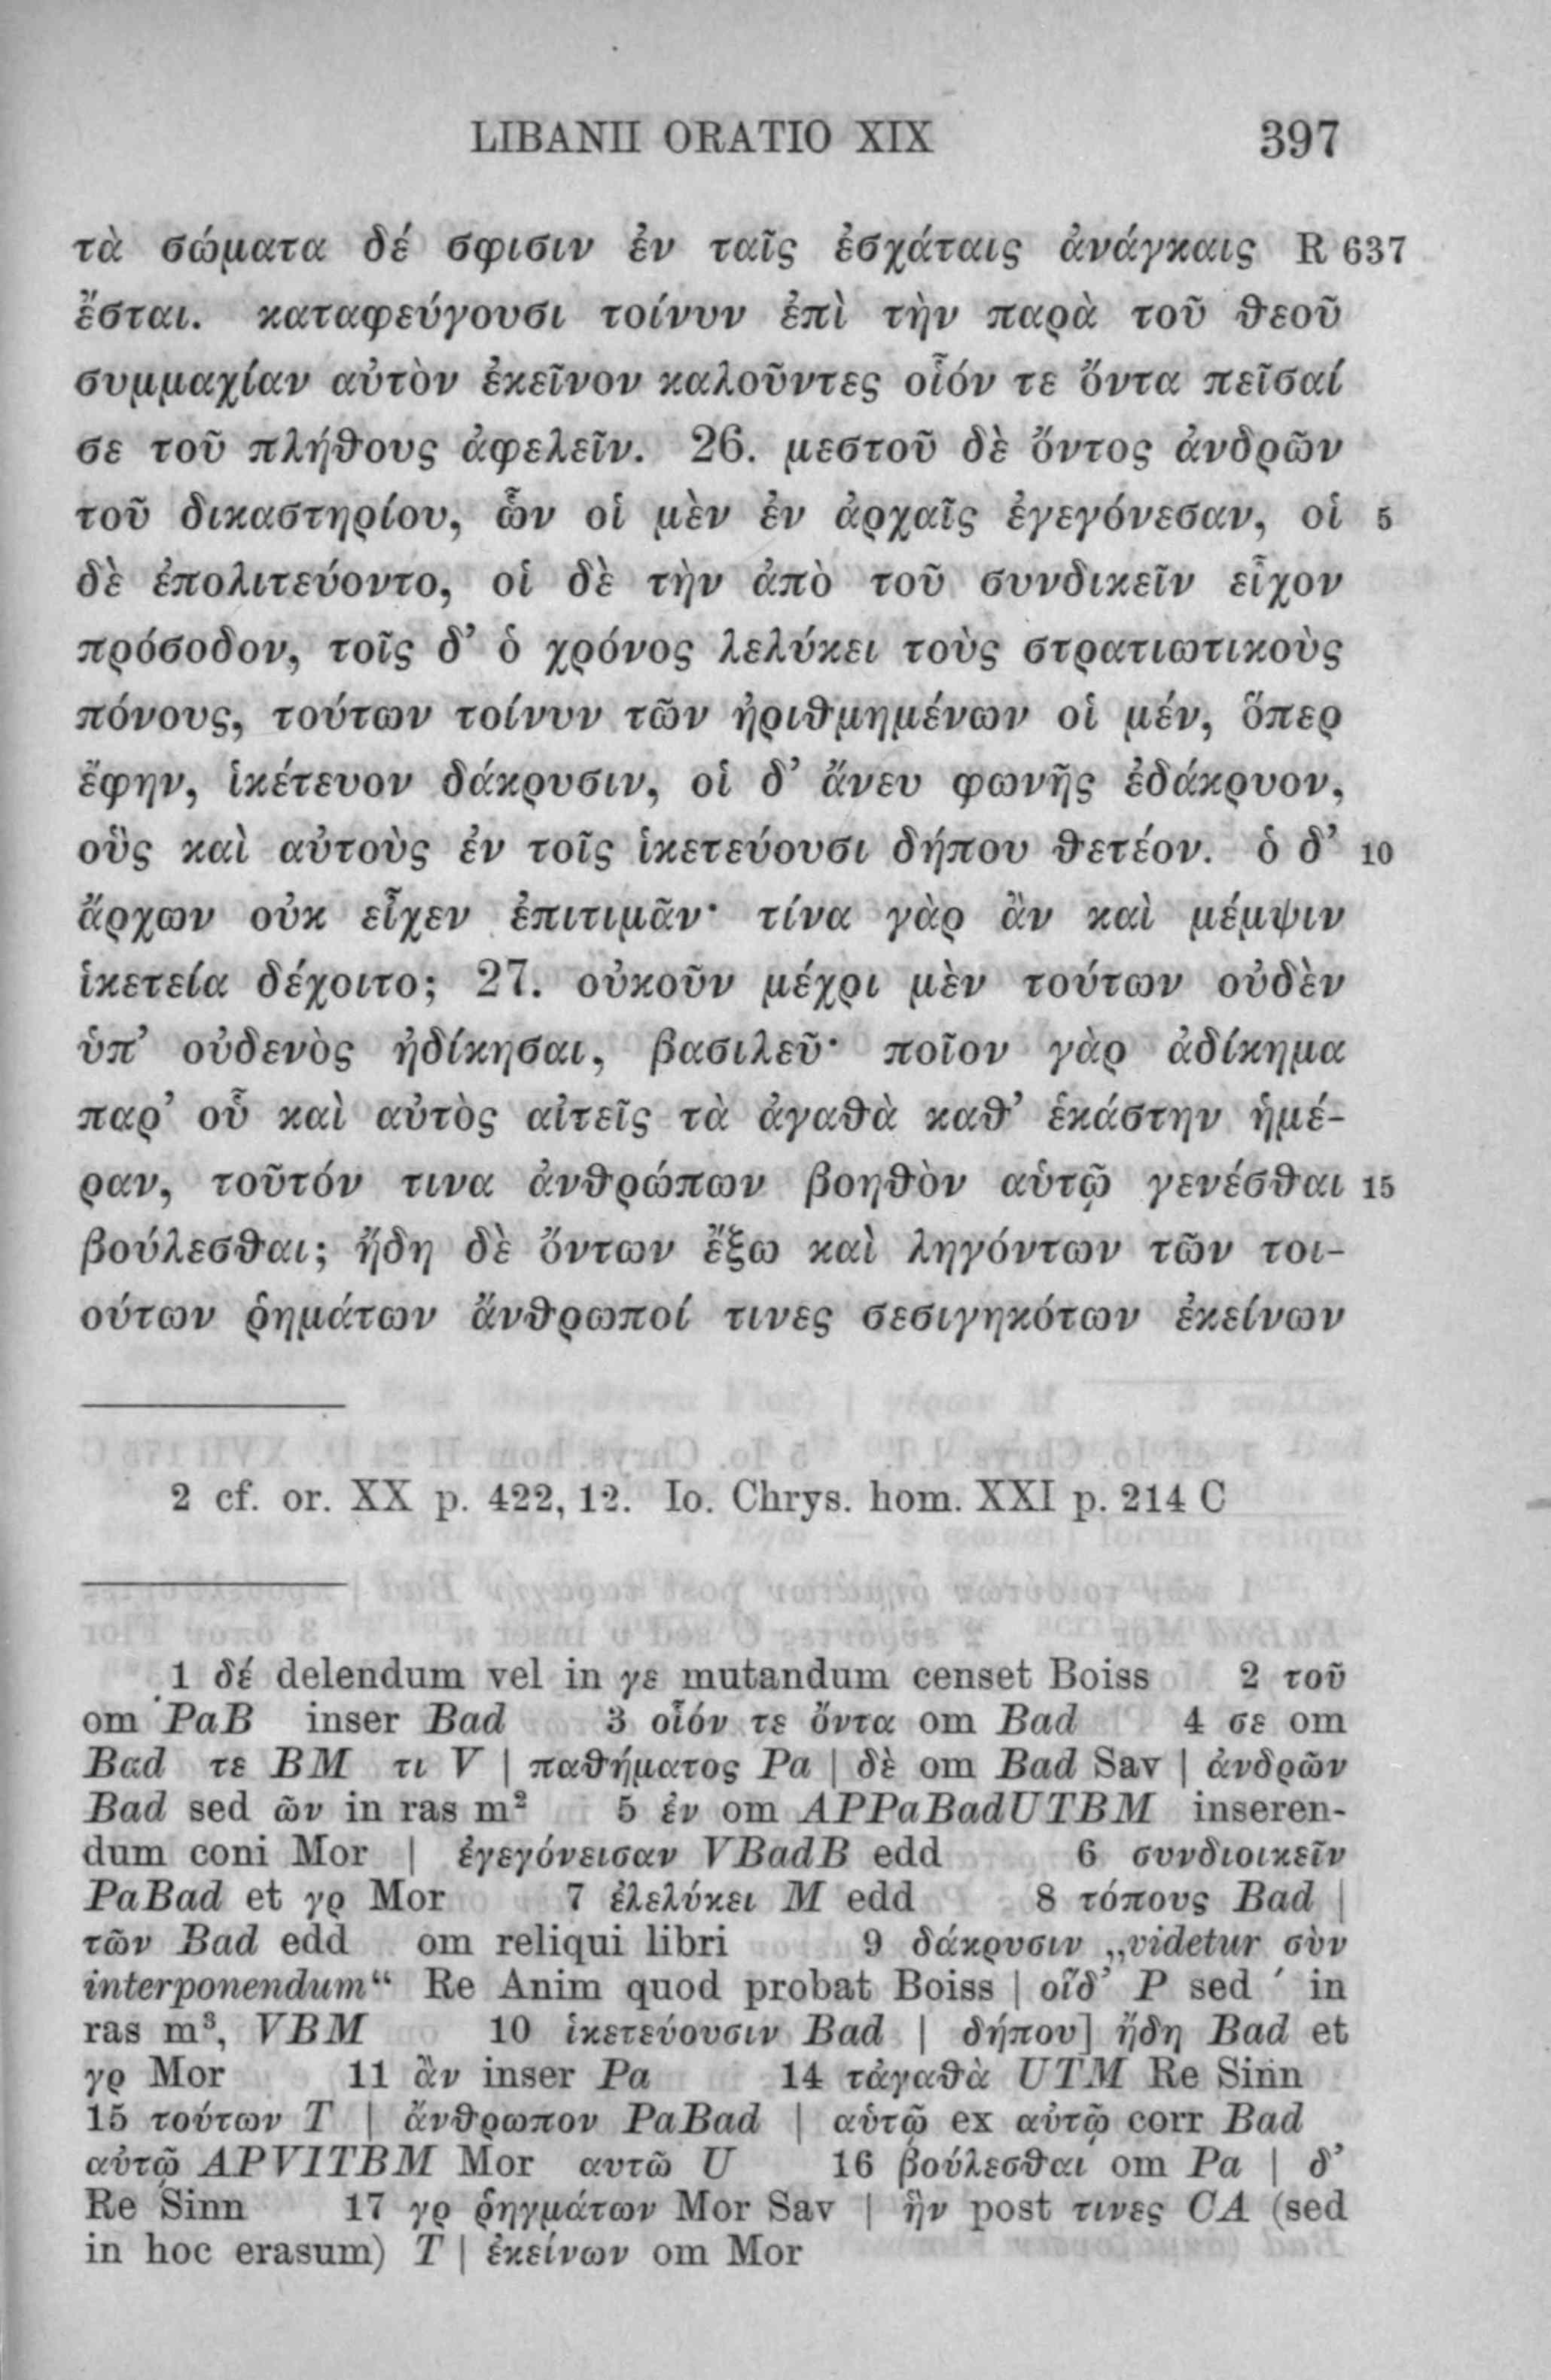 LIBANII ORATIO XIX 397
τὰ σώματα δέ σφισιν ἐν ταῖς ἐσχάταις ἀνάγκαις R 637
ἔσται. καταφεύγουσι τοίνυν ἐπὶ τὴν παρὰ τοῦ θεοῦ
συμμαχίαν αὐτὸν ἐκεῖνον καλοῦντες οἷόν τε ὄντα πεῖσαί
σε τοῦ πλήθους ἀφελεῖν. 26. μεστοῦ δὲ ὄντος ἀνδρῶν
τοῦ δικαστηρίου, ὧν οἱ μὲν ἐν ἀρχαῖς ἐγεγόνεσαν, οἱ 5
δὲ ἐπολιτεύοντο, οἱ δὲ τὴν ἀπὸ τοῦ συνδικεῖν εἶχον
πρόσοδον, τοῖς δ’ ὁ χρόνος λελύκει τοὺς στρατιωτικοὺς
πόνους, τούτων τοίνυν τῶν ἠριθμημένων οἱ μέν, ὅπερ
ἔφην, ἱκέτευον δάκρυσιν, οἱ δ’ ἄνευ φωνῆς ἐδάκρυον,
οὓς καὶ αὐτοὺς ἐν τοῖς ἱκετεύουσι δήπου θετέον. ὁ δ’ 10
ἄρχων οὐκ εἶχεν ἐπιτιμᾶν· τίνα γὰρ ἂν καὶ μέμψιν
ἱκετεία δέχοιτο; 27. οὐκοῦν μέχρι μὲν τούτων οὐδὲν
ὑπ’ οὐδενὸς ἠδίκησαι, βασιλεῦ· ποῖον γὰρ ἀδίκημα
παρ’ οὗ καὶ αὐτὸς αἰτεῖς τὰ ἀγαθὰ καθ’ ἑκάστην ἡμέ-
ραν, τοῦτόν τινα ἀνθρώπων βοηθὸν αὑτῷ γενέσθαι 15
βούλεσθαι; ἤδη δὲ ὄντων ἔξω καὶ ληγόντων τῶν τοι-
ούτων ῥημάτων ἄνθρωποί τινες σεσιγηκότων ἐκείνων
2 cf. or. XX p. 422, 12. Io. Chrys. hom. XXI p. 214 C
1 δέ delendum vel in γε mutandum censet Boiss 2 τοῦ
om PaB inser Bad 3 οἷόν τε ὄντα om Bad 4 σε om
Bad τε BM τι V | παθήματος Pa | δὲ om Bad Sav | ἀνδρῶν
Bad sed ῶν in ras m² 5 ἐν om APPaBadUTBM inseren-
dum coni Mor | ἐγεγόνεισαν VBadB edd 6 συνδιοικεῖν
PaBad et γρ Mor 7 ἐλελύκει M edd 8 τόπους Bad |
τῶν Bad edd om reliqui libri 9 δάκρυσιν „videtur σὺν
interponendum“ Re Anim quod probat Boiss | οἵδ’ P sed ´ in
ras m³, VBM 10 ἱκετεύουσιν Bad | δήπου] ἤδη Bad et
γρ Mor 11 ἂν inser Pa 14 τἀγαθὰ UTM Re Sinn
15 τούτων T | ἄνθρωπον PaBad | αὑτῷ ex αὐτῷ corr Bad
αὐτῷ APVITBM Mor αυτῶ U 16 βούλεσθαι om Pa | δ’
Re Sinn 17 γρ ῥηγμάτων Mor Sav | ἢν post τινες CA (sed
in hoc erasum) T | ἐκείνων om Mor